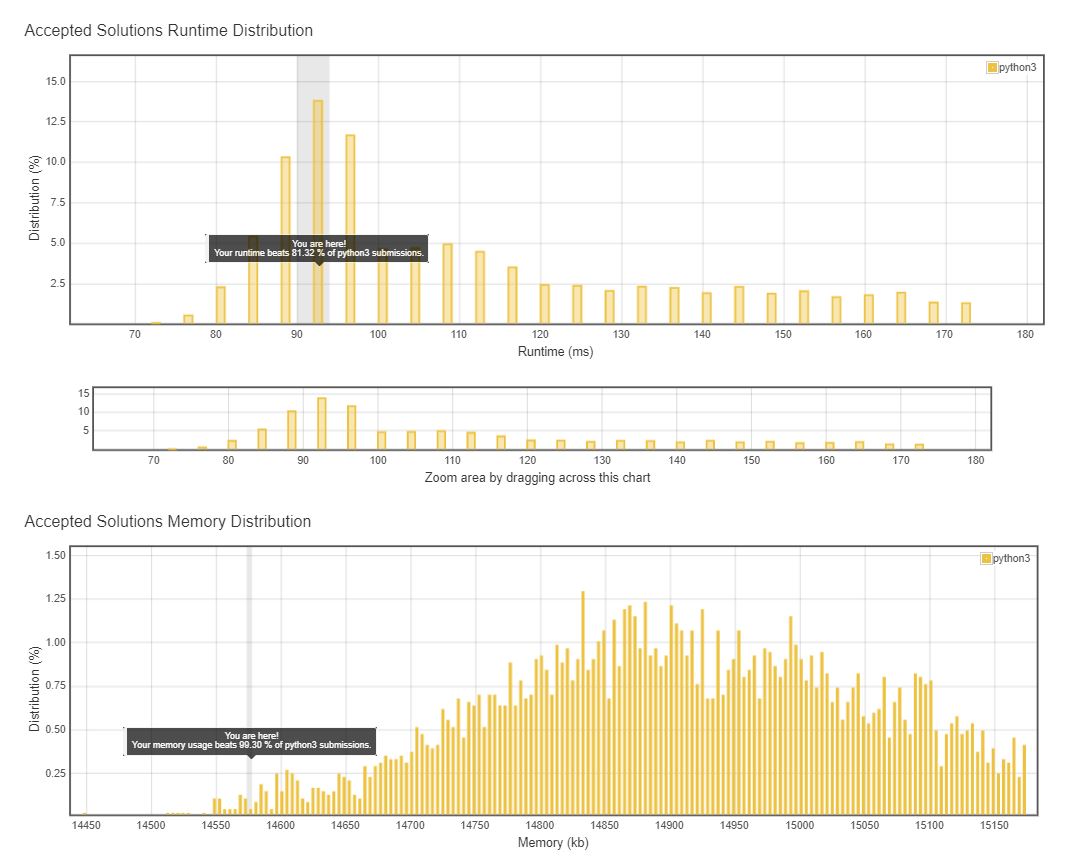 Accepted Solutions Runtime Distribution
python3
15.0
12.5
10.0
7.5
5.0
2.5
Distribution (%)
You are here!
Your runtime beats 81.32 % of python3 submissions.
70 80 90 100 110 120 130 140 150 160 170 180
Runtime (ms)
15
10
5
70 80 90 100 110 120 130 140 150 160 170 180
Zoom area by dragging across this chart
Accepted Solutions Memory Distribution
python3
1.50
1.25
1.00
0.75
0.50
0.25
Distribution (%)
You are here!
Your memory usage beats 99.30 % of python3 submissions.
14450 14500 14550 14600 14650 14700 14750 14800 14850 14900 14950 15000 15050 15100 15150
Memory (kb)